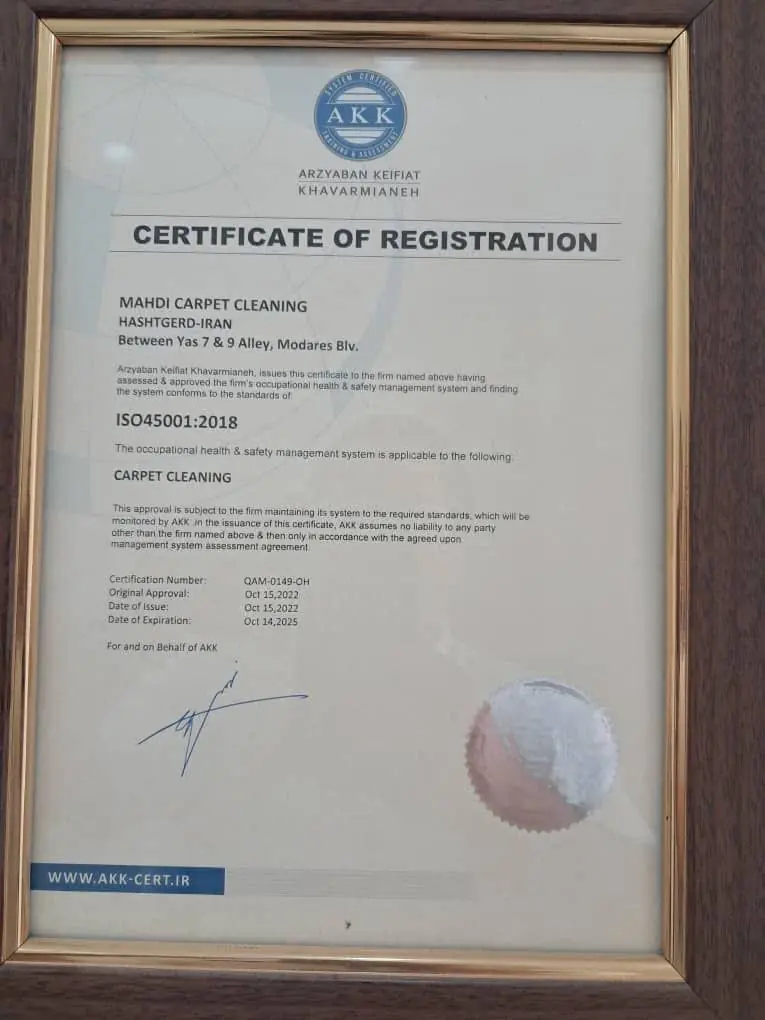 SYSTEM CERTIFIED
AKK
TRAINING & ASSESSMENT
ARZYABAN KEIFIAT
KHAVARMIANEH
CERTIFICATE OF REGISTRATION
MAHDI CARPET CLEANING
HASHTGERD-IRAN
Between Yas 7 & 9 Alley, Modares Blv.
Arzyaban Keifiat Khavarmianeh, issues this certificate to the firm named above having
assessed & approved the firm's occupational health & safety management system and finding
the system conforms to the standards of:
ISO45001:2018
The occupational health & safety management system is applicable to the following:
CARPET CLEANING
This approval is subject to the firm maintaining its system to the required standards, which will be
monitored by AKK .in the issuance of this certificate, AKK assumes no liability to any party
other than the firm named above & then only in accordance with the agreed upon
management system assessment agreement.
Certification Number: QAM-0149-OH
Original Approval: Oct 15,2022
Date of Issue: Oct 15,2022
Date of Expiration: Oct 14,2025
For and on Behalf of AKK
WWW.AKK-CERT.IR